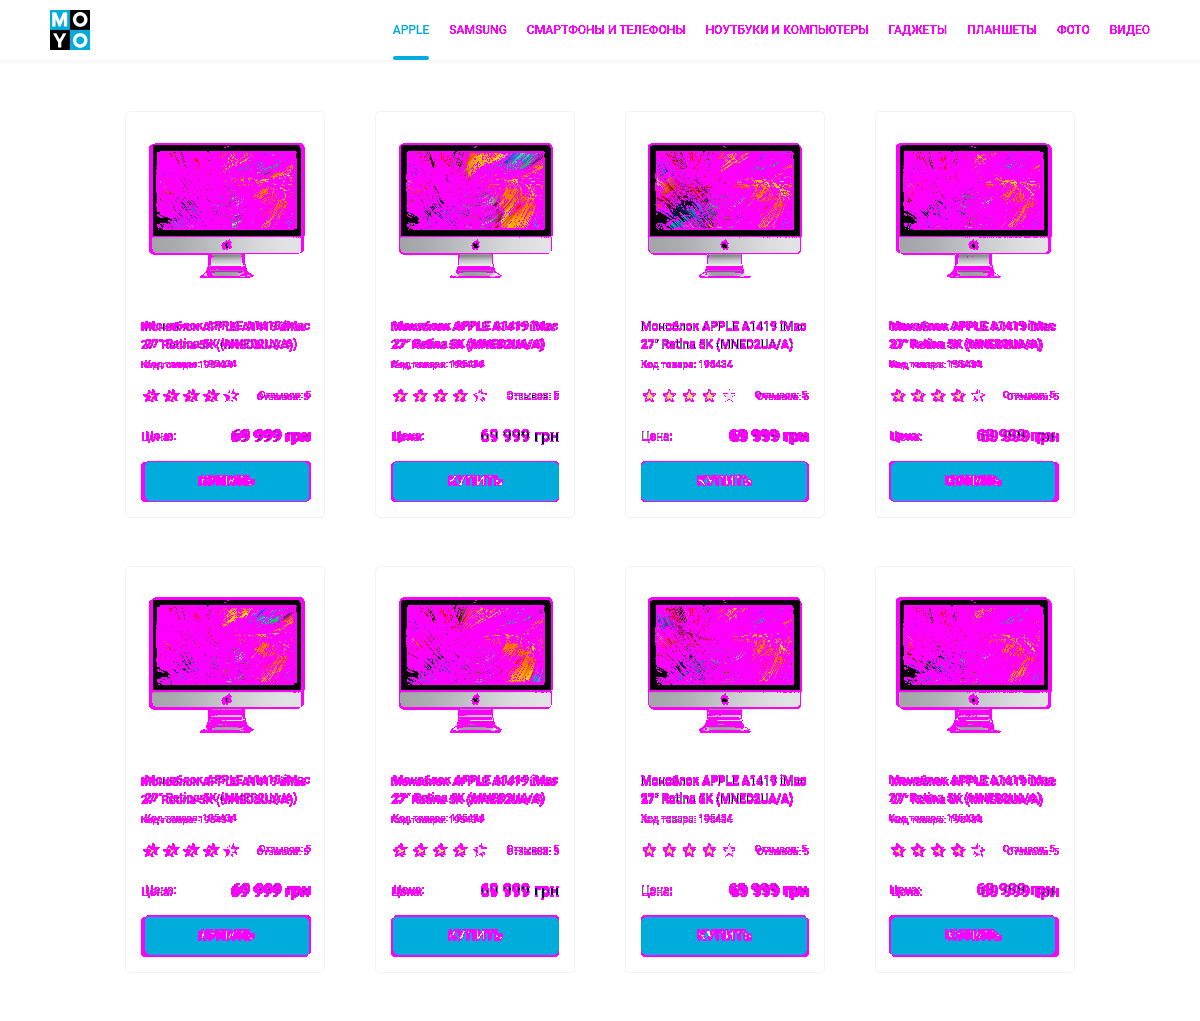 MO
YO
APPLE SAMSUNG СМАРТФОНЫ И ТЕЛЕФОНЫ НОУТБУКИ И КОМПЬЮТЕРЫ ГАДЖЕТЫ ПЛАНШЕТЫ ФОТО ВИДЕО
Моноблок APPLE A1419 iMac
27” Retina 5K (MNED2UA/A)
Код товара: 195434
Отзывов: 5
Цена: 69 999 грн
Моноблок APPLE A1419 iMac
27” Retina 5K (MNED2UA/A)
Код товара: 195434
Отзывов: 5
Цена: 69 999 грн
КУПИТЬ
Моноблок APPLE A1419 iMac
27” Retina 5K (MNED2UA/A)
Код товара: 195434
Отзывов: 5
Цена: 69 999 грн
КУПИТЬ
Моноблок APPLE A1419 iMac
27” Retina 5K (MNED2UA/A)
Код товара: 195434
Отзывов: 5
Цена: 69 999 грн
Моноблок APPLE A1419 iMac
27” Retina 5K (MNED2UA/A)
Код товара: 195434
Отзывов: 5
Цена: 69 999 грн
Моноблок APPLE A1419 iMac
27” Retina 5K (MNED2UA/A)
Код товара: 195434
Отзывов: 5
Цена: 69 999 грн
КУПИТЬ
Моноблок APPLE A1419 iMac
27” Retina 5K (MNED2UA/A)
Код товара: 195434
Отзывов: 5
Цена: 69 999 грн
КУПИТЬ
Моноблок APPLE A1419 iMac
27” Retina 5K (MNED2UA/A)
Код товара: 195434
Отзывов: 5
Цена: 69 999 грн